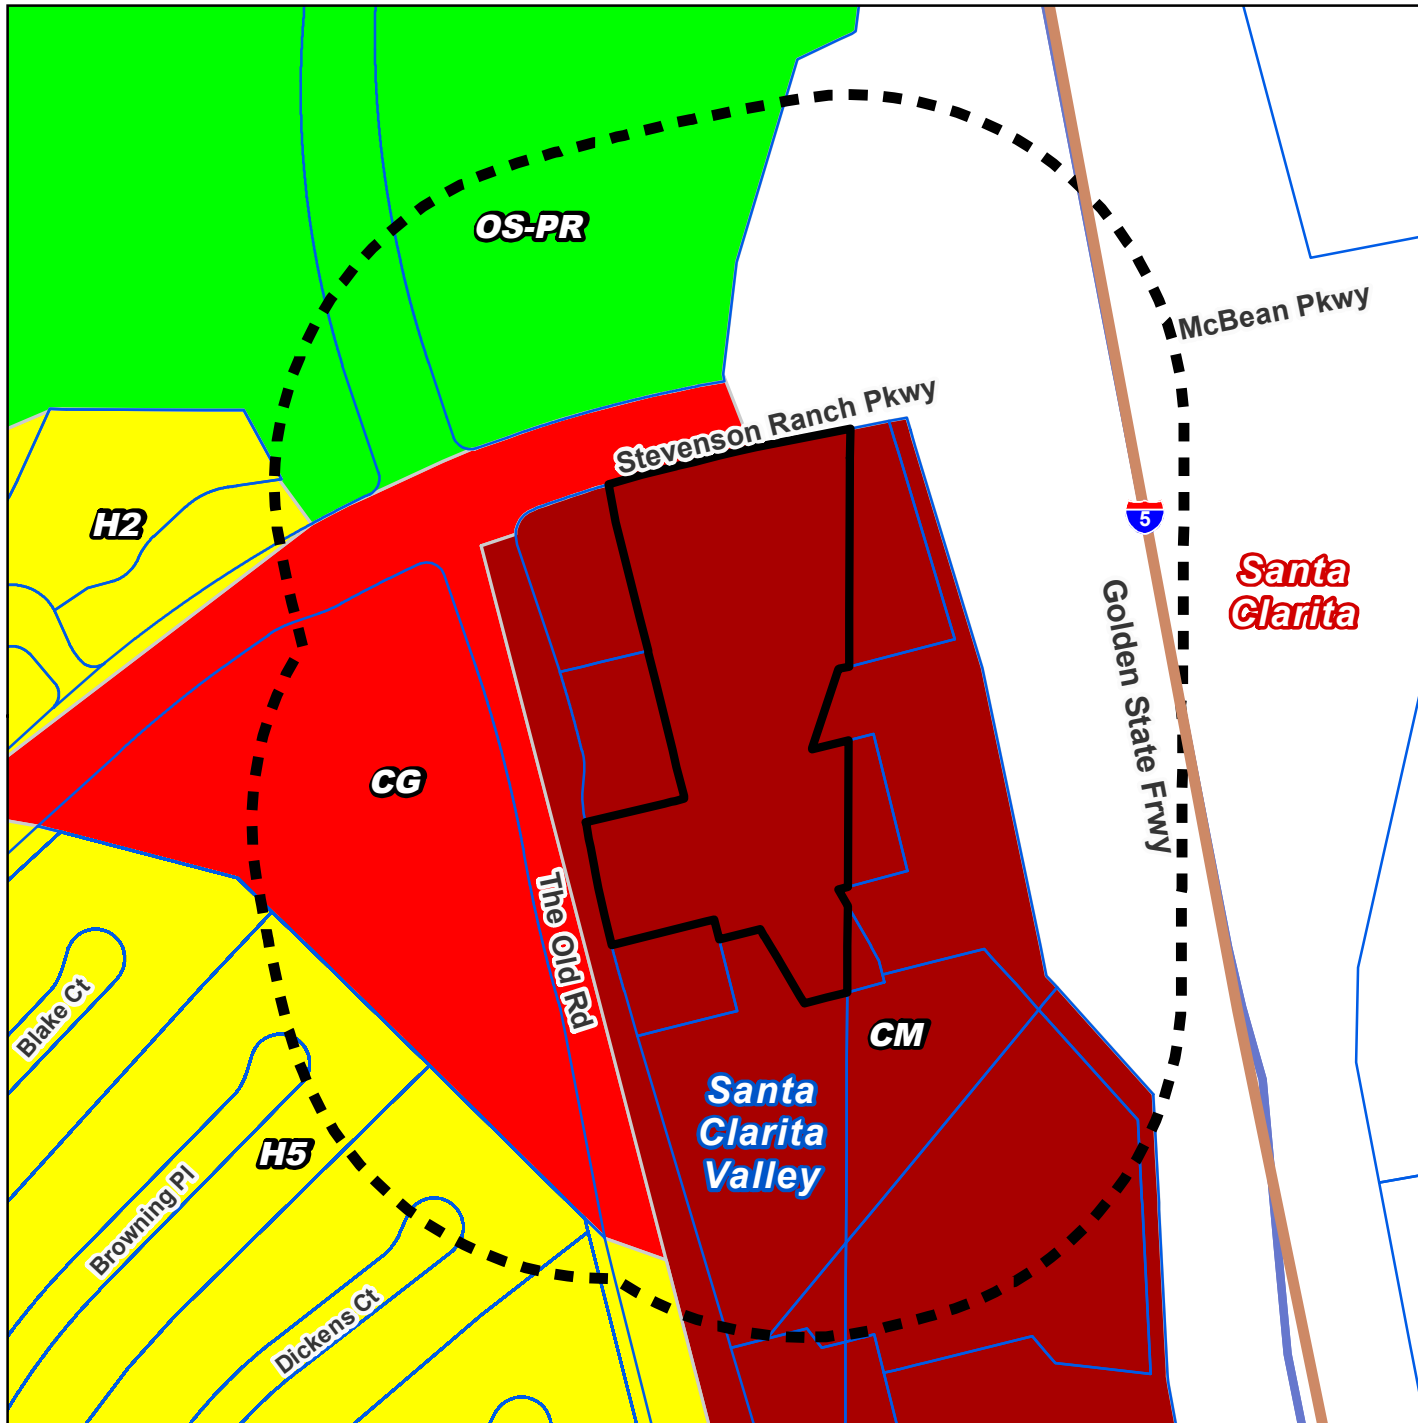 OS-PR
McBean Pkwy
Stevenson Ranch Pkwy
H2
5
Santa
Clarita
Golden State Frwy
CG
The Old Rd
Blake Ct
CM
Santa
Clarita
Valley
H5
Browning Pl
Dickens Ct